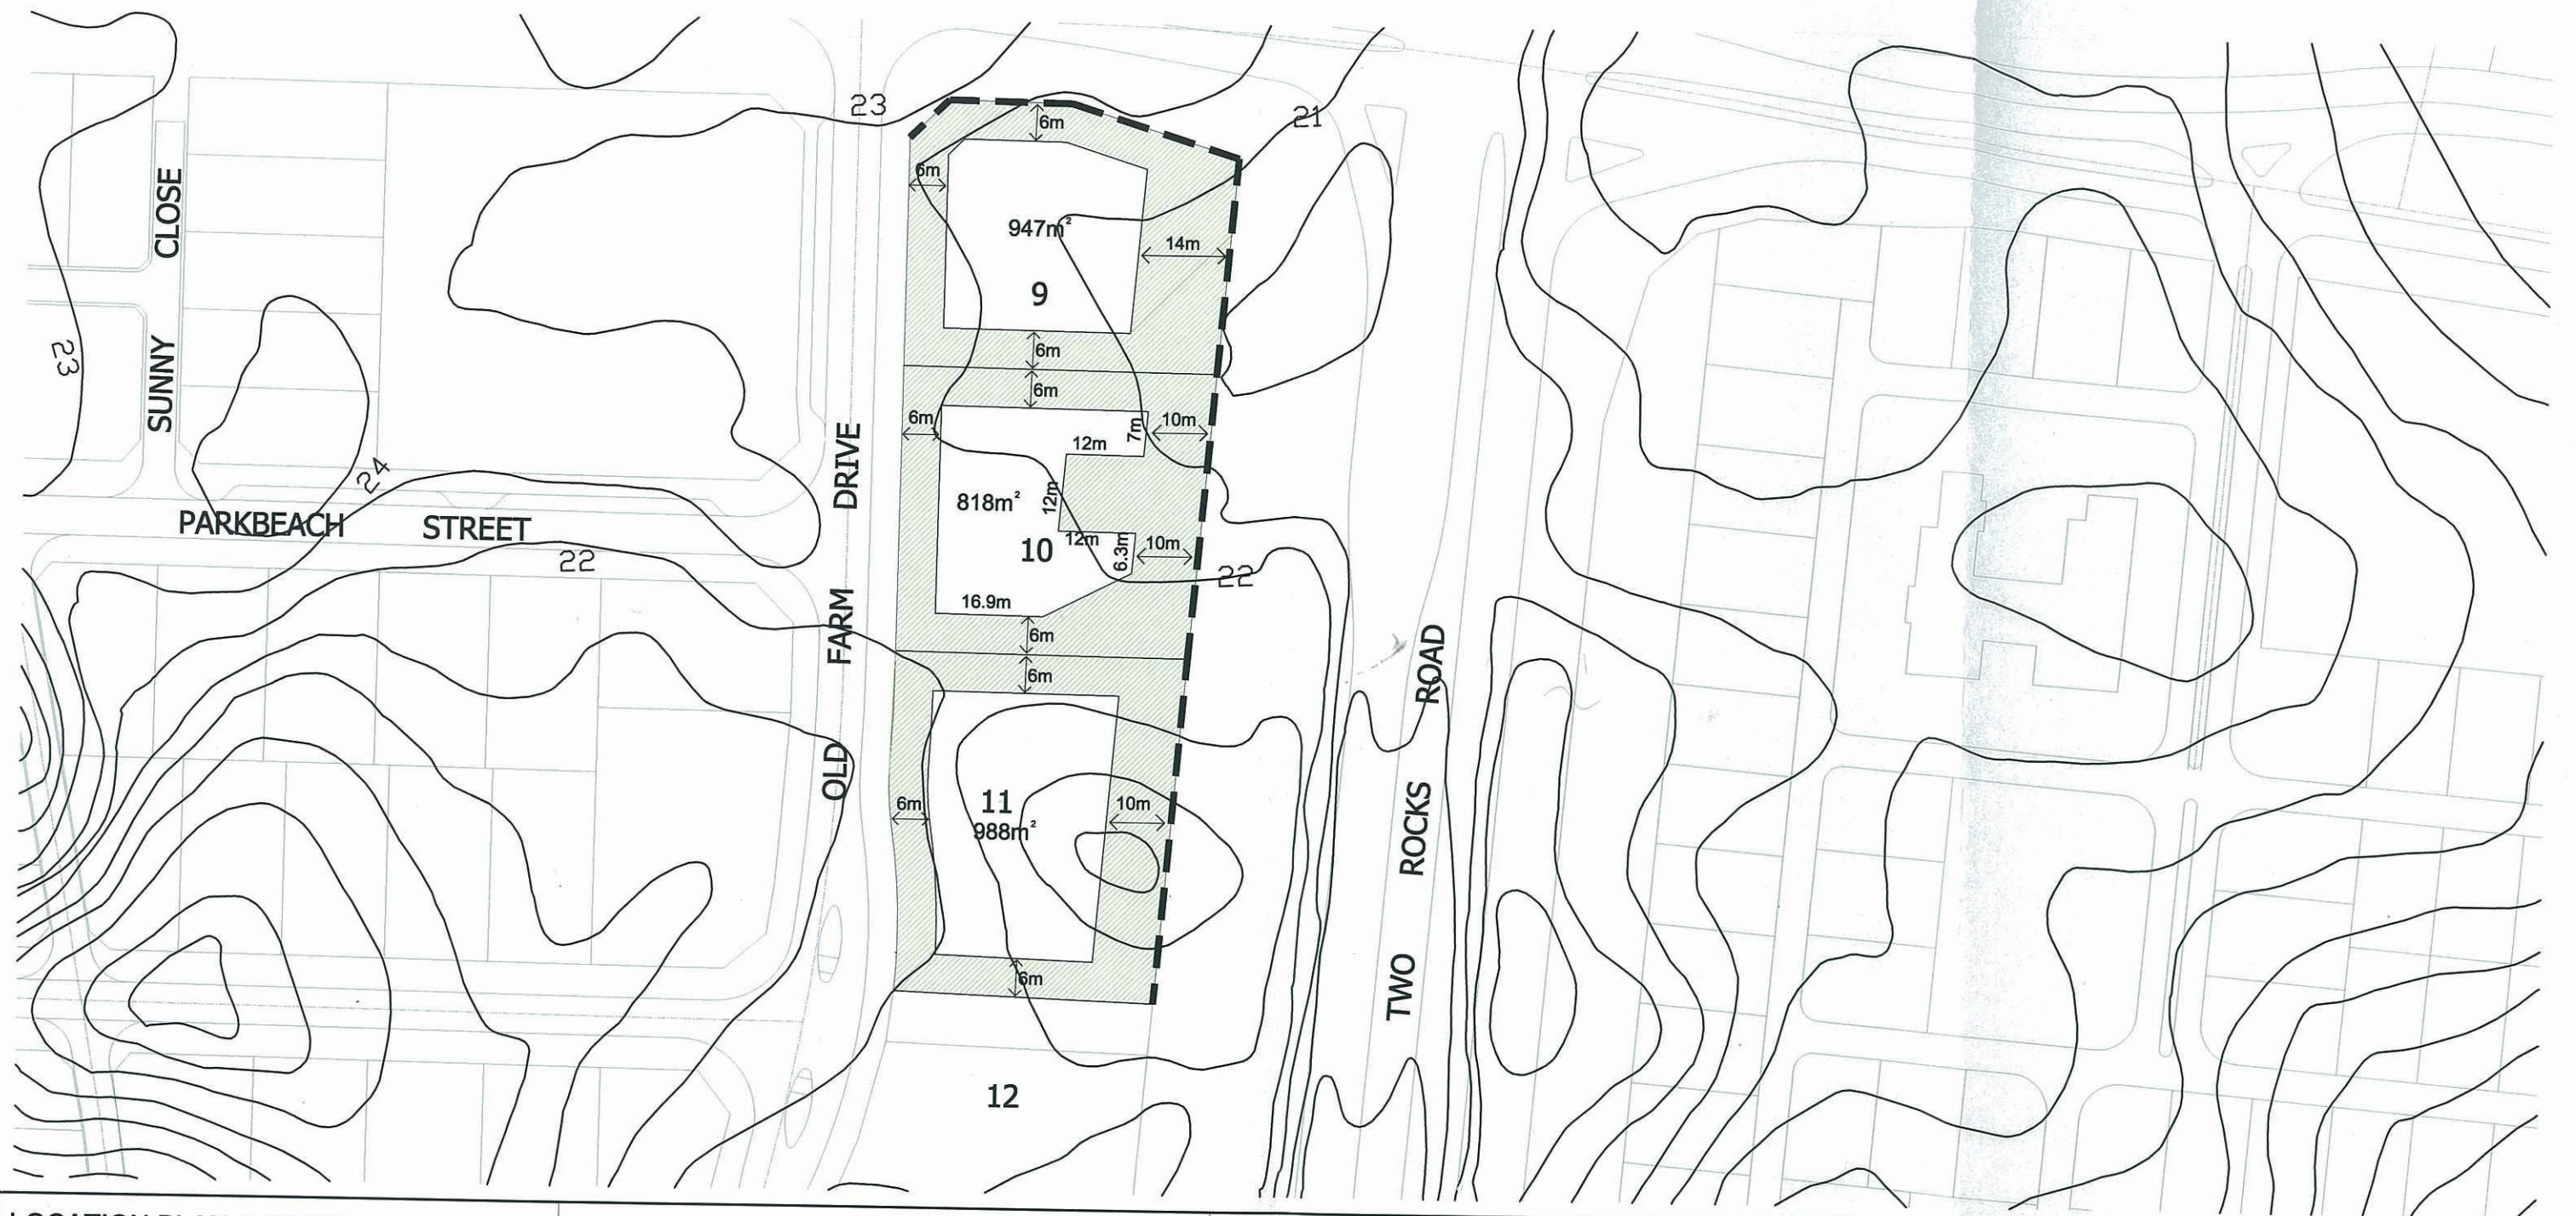 23
21
6m
6m
SUNNY CLOSE
947m²
14m
9
6m
23
6m
6m
10m
7m
12m
24
818m²
12m
PARKBEACH STREET
12m
6.3m
10m
10
22
22
16.9m
6m
6m
OLD FARM DRIVE
TWO ROCKS ROAD
11
6m
10m
988m²
6m
12